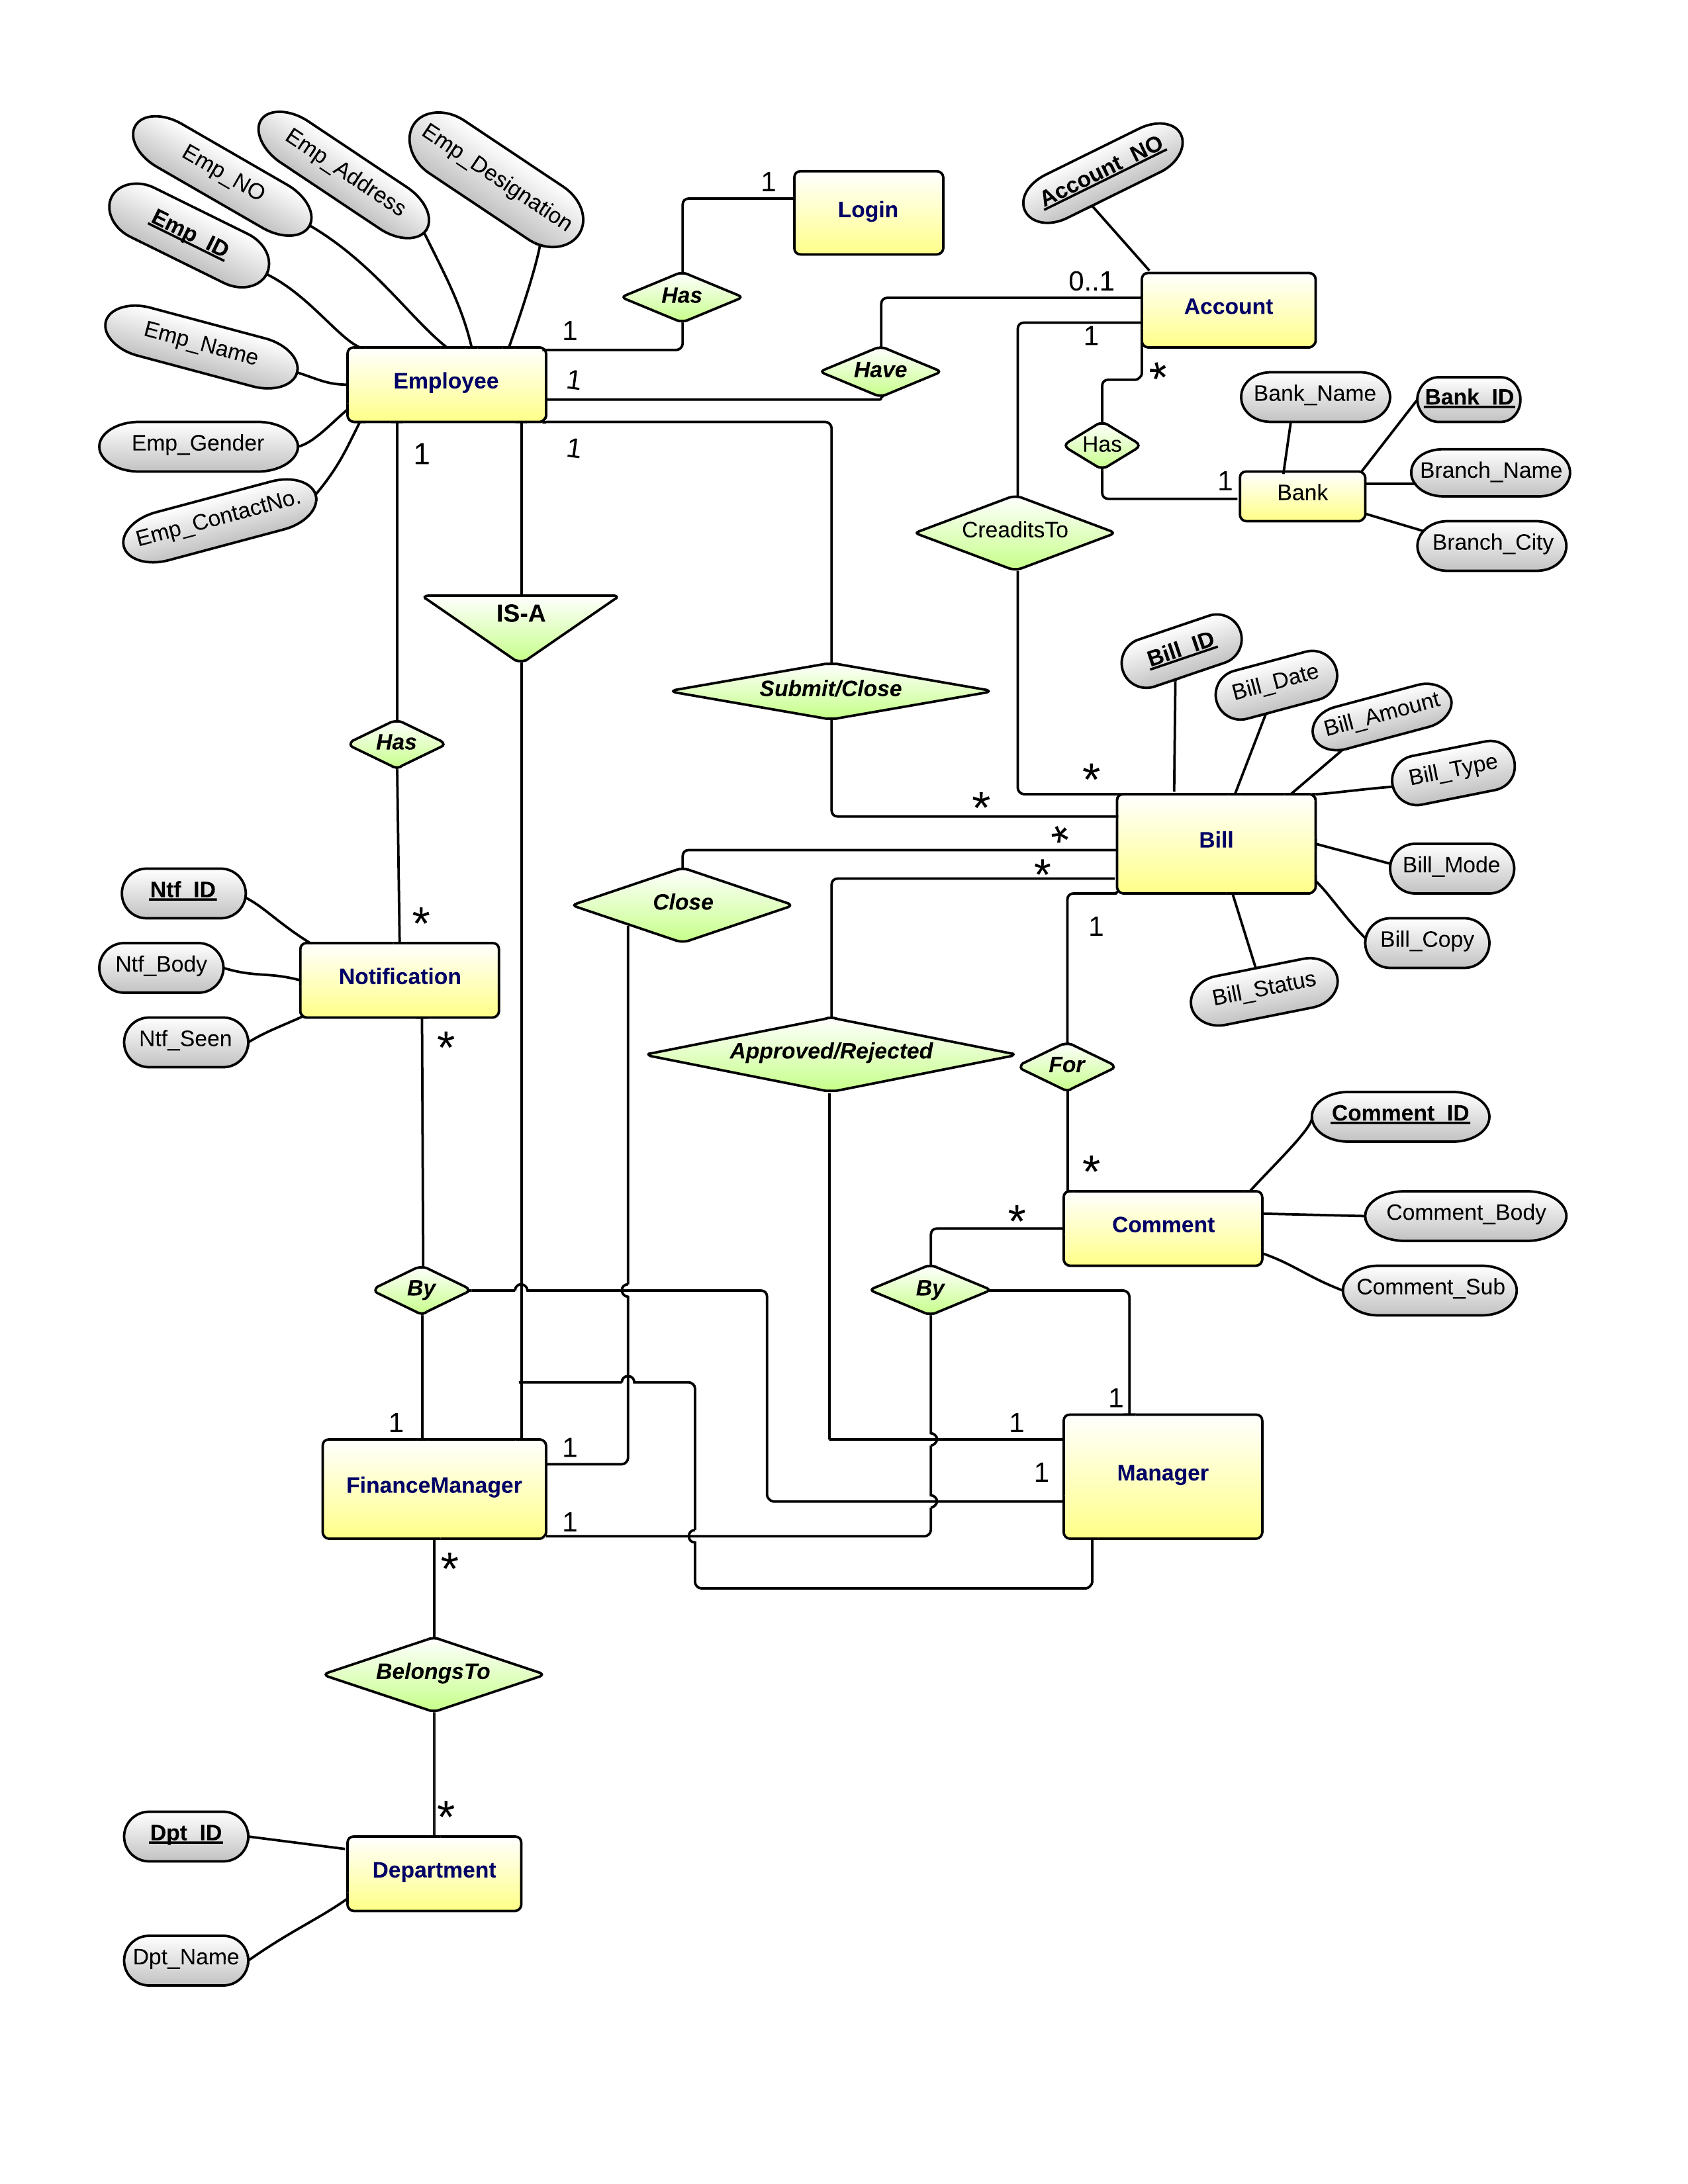 Emp_Designation
Emp_Address
Emp_NO
Account_NO
1
Login
Emp_ID
0..1
Has
Account
1
1
Emp_Name
Have
*
1
Employee
Bank_Name
Bank_ID
Emp_Gender
1
1
Has
Branch_Name
1
Bank
Emp_ContactNo.
CreaditsTo
Branch_City
IS-A
Bill_ID
Bill_Date
Submit/Close
Bill_Amount
Has
Bill_Type
*
*
*
Bill
Bill_Mode
*
Ntf_ID
Close
*
1
Bill_Copy
Ntf_Body
Notification
Bill_Status
Ntf_Seen
*
Approved/Rejected
For
Comment_ID
*
*
Comment
Comment_Body
By
By
Comment_Sub
1
1
1
1
1
Manager
FinanceManager
1
*
BelongsTo
*
Dpt_ID
Department
Dpt_Name